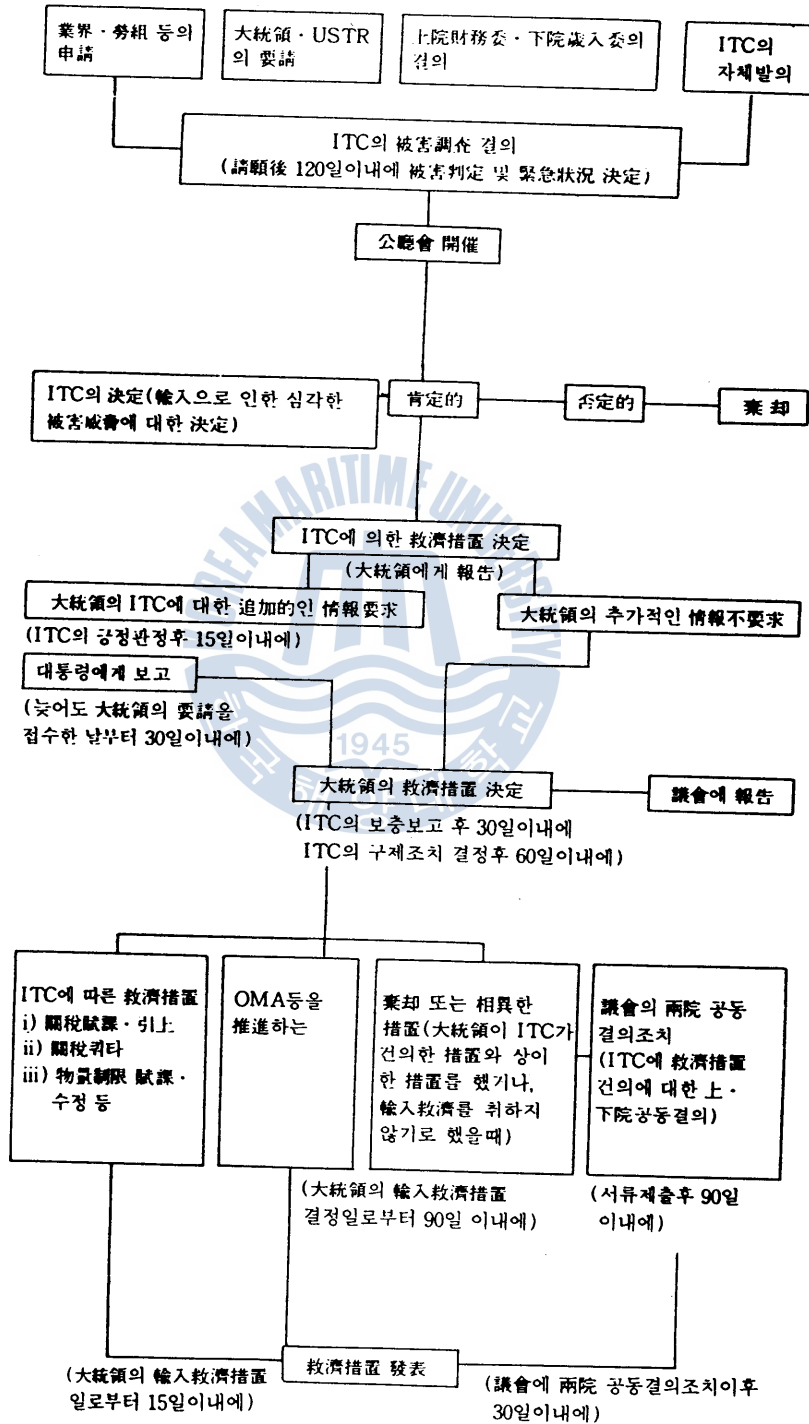 業界·勞組 등의
申請
大統領·USTR
의 要請
上院財務委·下院歲入委의
결의
ITC의
자체발의
ITC의 被害調査 결의
(請願後 120일이내에 被害判定 및 緊急狀況 決定)
公聽會 開催
ITC의 決定(輸入으로 인한 심각한
被害威脅에 대한 決定)
肯定的
否定的
棄却
ITC에 의한 救濟措置 決定
(大統領에게 報告)
大統領의 ITC에 대한 追加的인 情報要求
(ITC의 긍정판정후 15일이내에)
大統領의 추가적인 情報不要求
대통령에게 보고
(늦어도 大統領의 要請을
접수한 날부터 30일이내에)
大統領의 救濟措置 決定
議會에 報告
(ITC의 보충보고 후 30일이내에
ITC의 구제조치 결정후 60일이내에)
ITC에 따른 救濟措置
i) 關稅賦課·引上
ii) 關稅쿼타
iii) 物量制限 賦課·
수정 등
OMA등을
推進하는
棄却 또는 相異한
措置(大統領이 ITC가
건의한 措置와 상이
한 措置를 했거나,
輸入救濟를 취하지
않기로 했을때)
議會의 兩院 공동
결의조치
(ITC에 救濟措置
건의에 대한 上·
下院공동결의)
(大統領의 輸入救濟措置
결정일로부터 90일 이내에)
(서류제출후 90일
이내에)
救濟措置 發表
(大統領의 輸入救濟措置
일로부터 15일이내에)
(議會에 兩院 공동결의조치이후
30일이내에)
KOREA MARITIME UNIVERSITY
1945
한국해양대학교